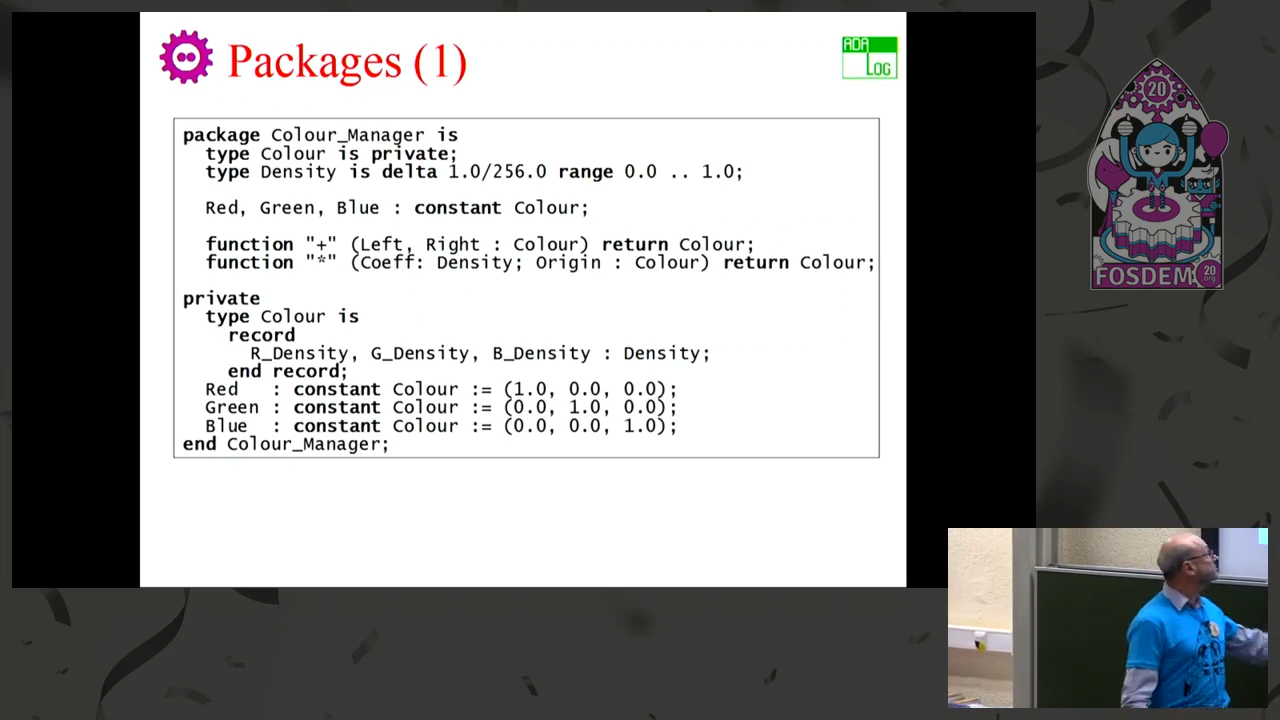 Packages (1)
ADA
LOG
package Colour_Manager is
type Colour is private;
type Density is delta 1.0/256.0 range 0.0 .. 1.0;
Red, Green, Blue : constant Colour;
function "+" (Left, Right : Colour) return Colour;
function "*" (Coeff: Density; Origin : Colour) return Colour;
private
type Colour is
record
R_Density, G_Density, B_Density : Density;
end record;
Red : constant Colour := (1.0, 0.0, 0.0);
Green : constant Colour := (0.0, 1.0, 0.0);
Blue : constant Colour := (0.0, 0.0, 1.0);
end Colour_Manager;
20
FOSDEM
20
.org